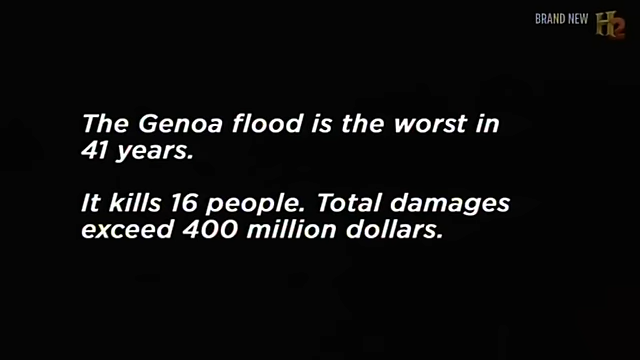 BRAND NEW H2
The Genoa flood is the worst in
41 years.
It kills 16 people. Total damages
exceed 400 million dollars.